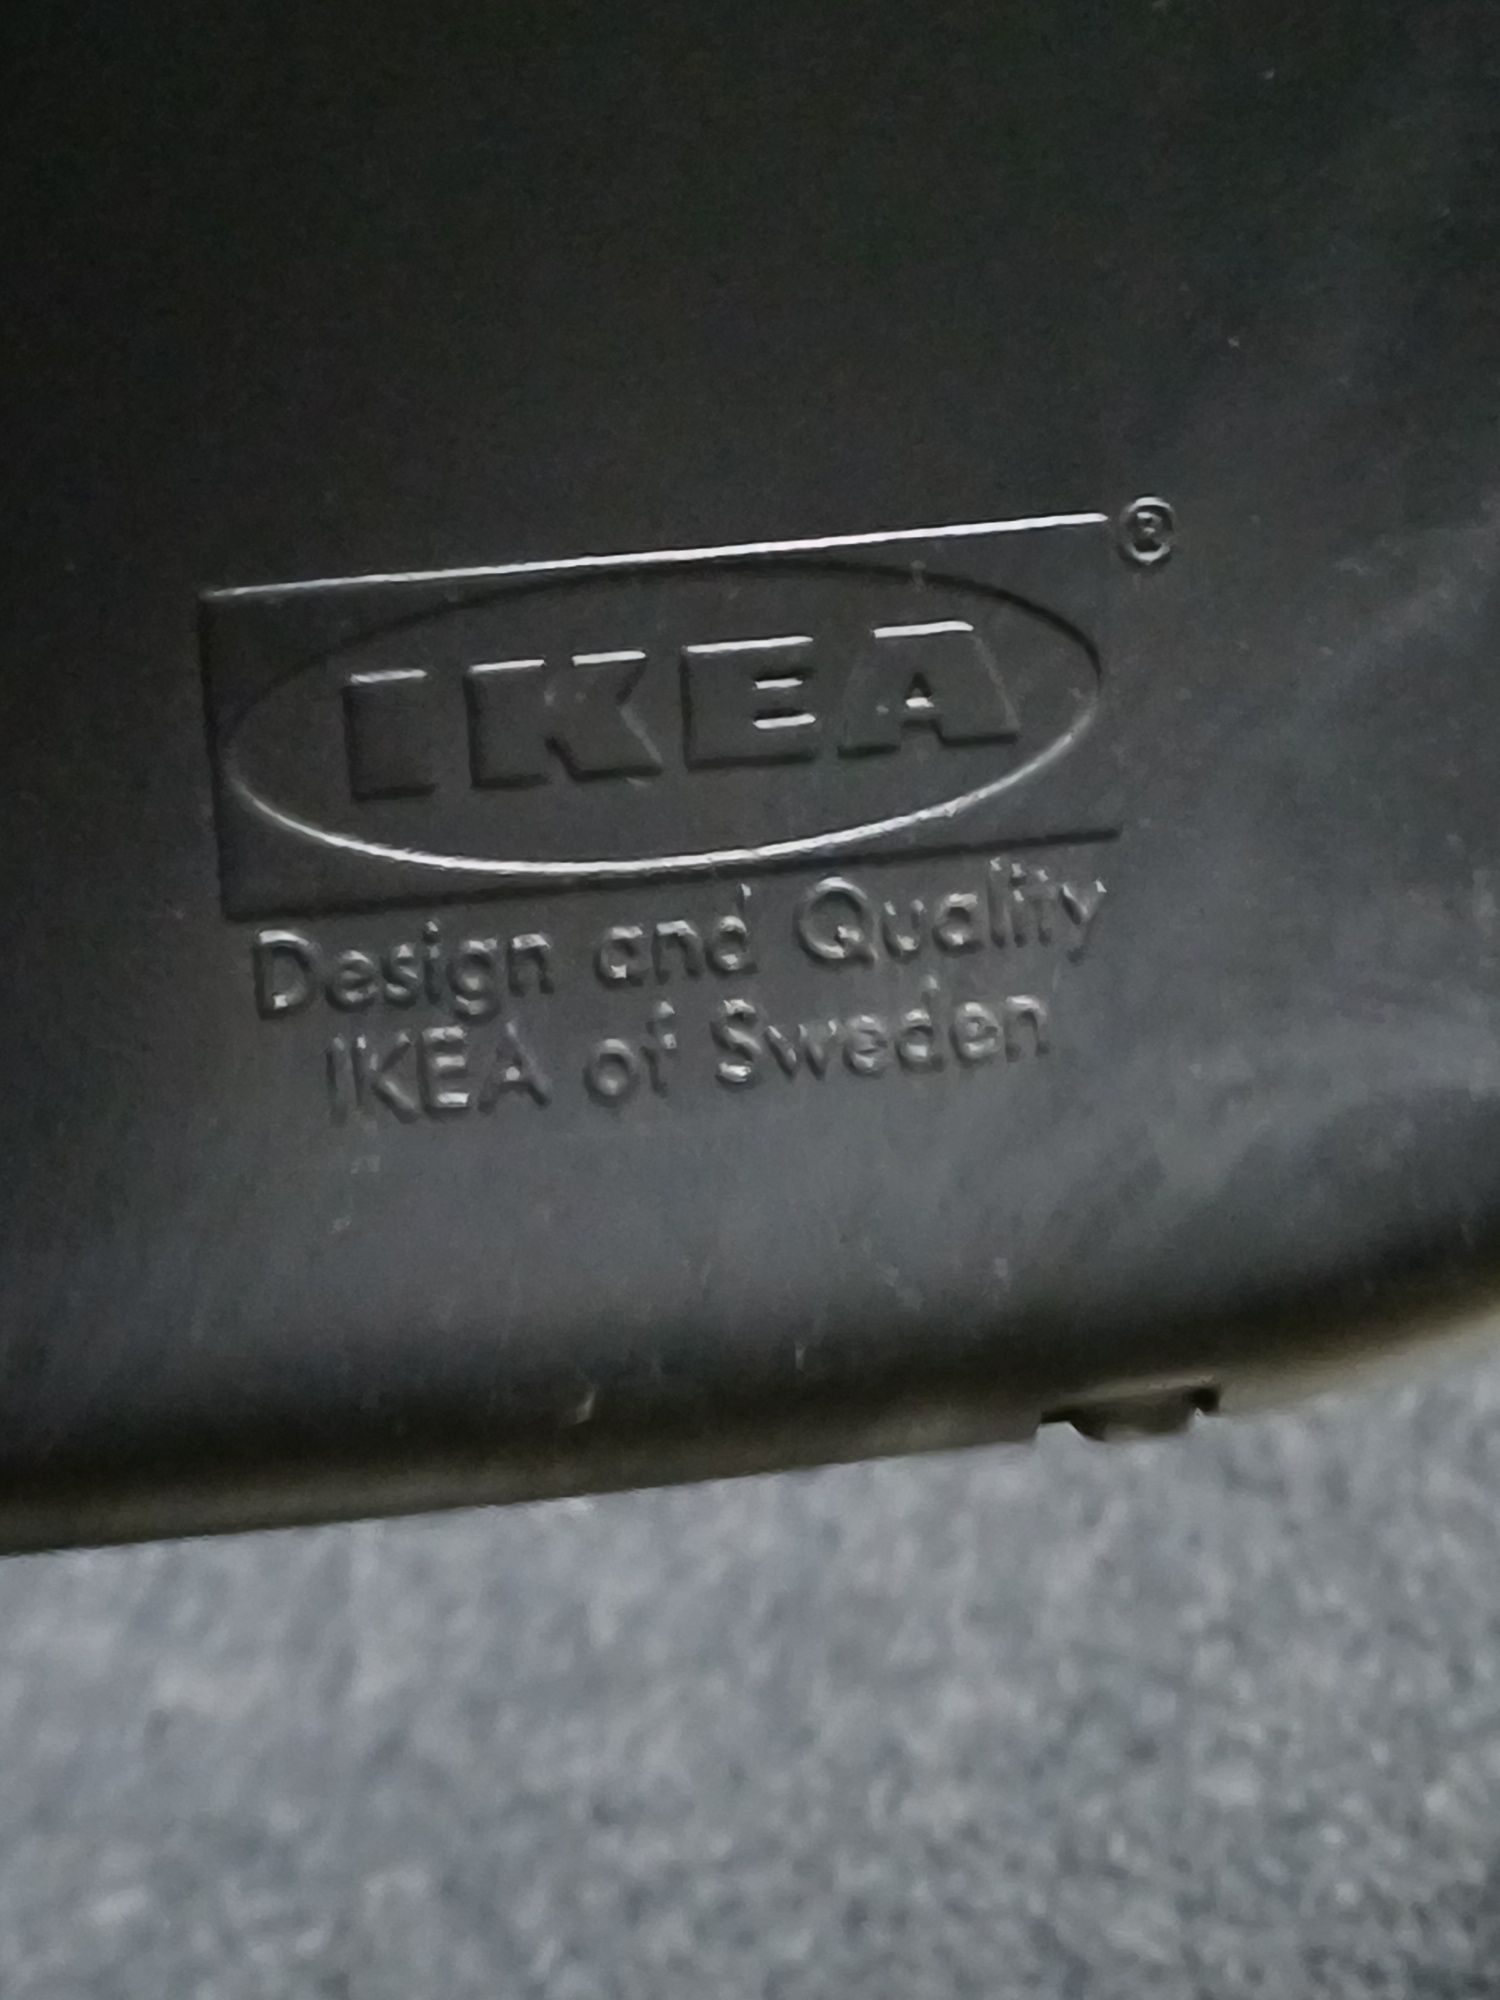 IKEA®
Design and Quality
IKEA of Sweden